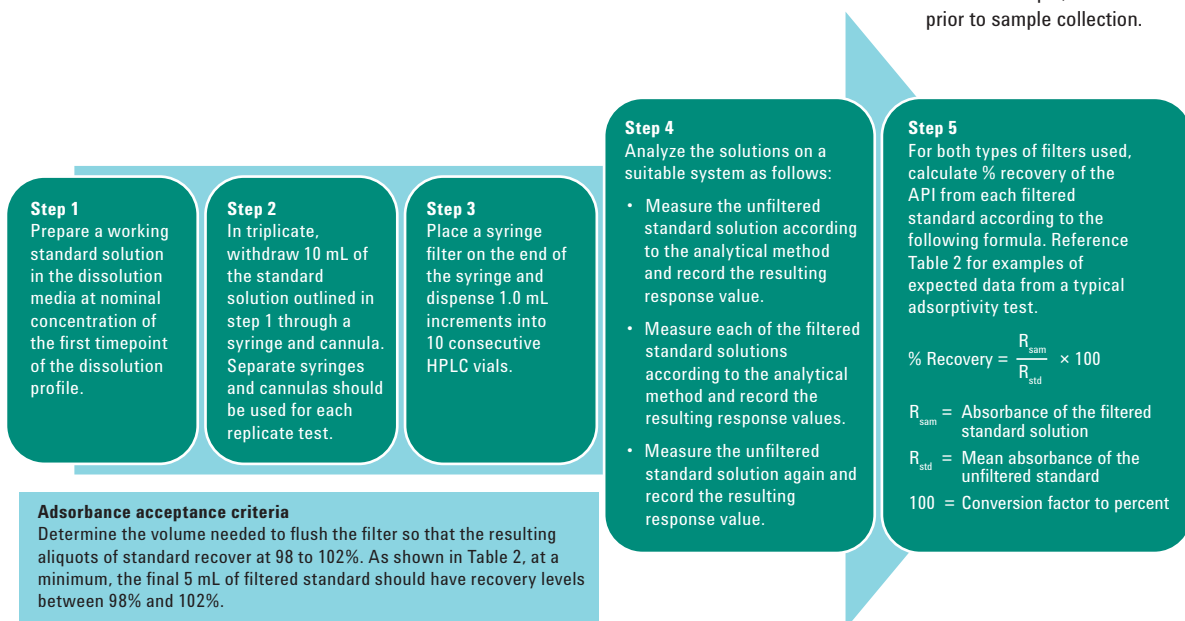 prior to sample collection.
Step 1
Prepare a working
standard solution
in the dissolution
media at nominal
concentration of
the first timepoint
of the dissolution
profile.
Step 2
In triplicate,
withdraw 10 mL of
the standard
solution outlined in
step 1 through a
syringe and cannula.
Separate syringes
and cannulas should
be used for each
replicate test.
Step 3
Place a syringe
filter on the end of
the syringe and
dispense 1.0 mL
increments into
10 consecutive
HPLC vials.
Step 4
Analyze the solutions on a
suitable system as follows:
• Measure the unfiltered
standard solution according
to the analytical method
and record the resulting
response value.
• Measure each of the filtered
standard solutions
according to the analytical
method and record the
resulting response values.
• Measure the unfiltered
standard solution again and
record the resulting
response value.
Step 5
For both types of filters used,
calculate % recovery of the
API from each filtered
standard according to the
following formula. Reference
Table 2 for examples of
expected data from a typical
adsorptivity test.
% Recovery = R_sam / R_std × 100
R_sam = Absorbance of the filtered
standard solution
R_std = Mean absorbance of the
unfiltered standard
100 = Conversion factor to percent
Adsorbance acceptance criteria
Determine the volume needed to flush the filter so that the resulting
aliquots of standard recover at 98 to 102%. As shown in Table 2, at a
minimum, the final 5 mL of filtered standard should have recovery levels
between 98% and 102%.